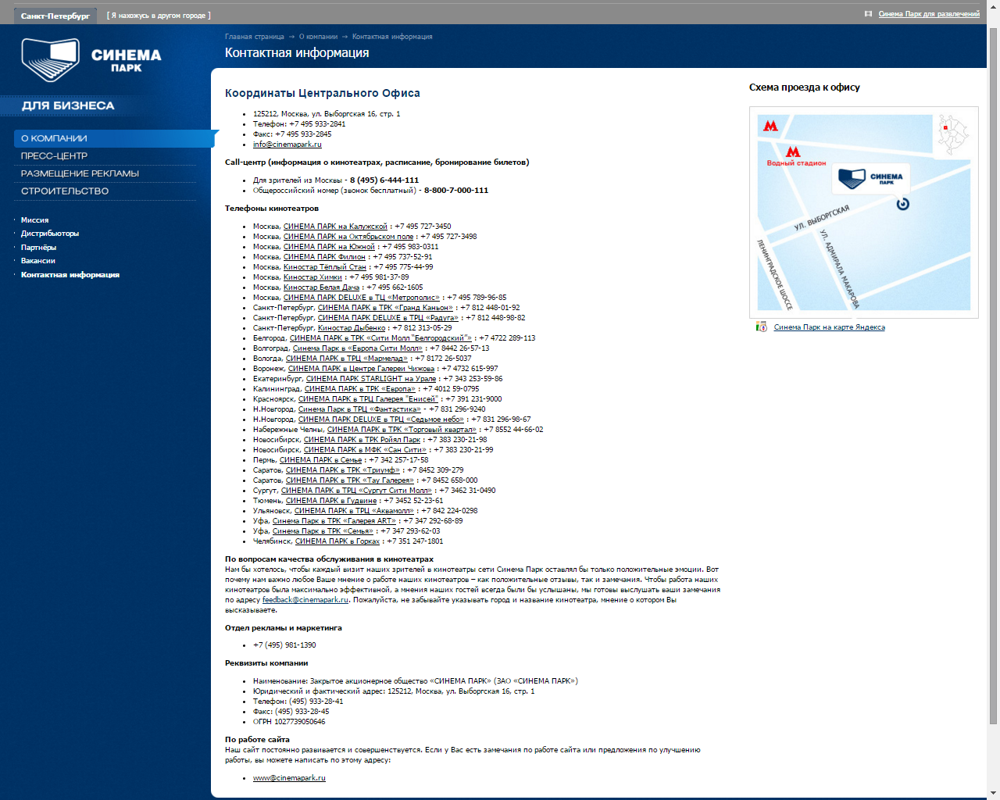 Санкт-Петербург
[ Я нахожусь в другом городе ]
Синема Парк для развлечений
СИНЕМА
ПАРК
ДЛЯ БИЗНЕСА
О КОМПАНИИ
ПРЕСС-ЦЕНТР
РАЗМЕЩЕНИЕ РЕКЛАМЫ
СТРОИТЕЛЬСТВО
Миссия
Дистрибьюторы
Партнёры
Вакансии
Контактная информация
Главная страница → О компании → Контактная информация
Контактная информация
Координаты Центрального Офиса
125212, Москва, ул. Выборгская 16, стр. 1
Телефон: +7 495 933-2841
Факс: +7 495 933-2845
info@cinemapark.ru
Call-центр (информация о кинотеатрах, расписание, бронирование билетов)
Для зрителей из Москвы - 8 (495) 6-444-111
Общероссийский номер (звонок бесплатный) - 8-800-7-000-111
Телефоны кинотеатров
Москва, СИНЕМА ПАРК на Калужской : +7 495 727-3450
Москва, СИНЕМА ПАРК на Октябрьском поле : +7 495 727-3498
Москва, СИНЕМА ПАРК на Южной : +7 495 983-0311
Москва, СИНЕМА ПАРК Филион : +7 495 737-52-91
Москва, Киностар Тёплый Стан : +7 495 775-44-99
Москва, Киностар Химки : +7 495 981-37-89
Москва, Киностар Белая Дача : +7 495 662-1605
Москва, СИНЕМА ПАРК DELUXE в ТЦ «Метрополис» : +7 495 789-96-85
Санкт-Петербург, СИНЕМА ПАРК в ТРК «Гранд Каньон» : +7 812 448-01-92
Санкт-Петербург, СИНЕМА ПАРК DELUXE в ТРЦ «Радуга» : +7 812 448-98-82
Санкт-Петербург, Киностар Дыбенко : +7 812 313-05-29
Белгород, СИНЕМА ПАРК в ТРК «Сити Молл "Белгородский"» : +7 4722 289-113
Волгоград, Синема Парк в «Европа Сити Молл» : +7 8442 26-57-13
Вологда, СИНЕМА ПАРК в ТРЦ «Мармелад» : +7 8172 26-5037
Воронеж, СИНЕМА ПАРК в Центре Галереи Чижова : +7 4732 615-997
Екатеринбург, СИНЕМА ПАРК STARLIGHT на Урале : +7 343 253-59-86
Калининград, СИНЕМА ПАРК в ТРК «Европа» : +7 4012 59-0795
Красноярск, СИНЕМА ПАРК в ТРЦ Галерея "Енисей" : +7 391 231-9000
Н.Новгород, Синема Парк в ТРЦ «Фантастика» - +7 831 296-9240
Н.Новгород, СИНЕМА ПАРК DELUXE в ТРЦ «Седьмое небо» : +7 831 296-98-67
Набережные Челны, СИНЕМА ПАРК в ТРК «Торговый квартал» : +7 8552 44-66-02
Новосибирск, СИНЕМА ПАРК в ТРК Ройял Парк : +7 383 230-21-98
Новосибирск, СИНЕМА ПАРК в МФК «Сан Сити» : +7 383 230-21-99
Пермь, СИНЕМА ПАРК в Семье : +7 342 257-17-58
Саратов, СИНЕМА ПАРК в ТРК «Триумф» : +7 8452 309-279
Саратов, СИНЕМА ПАРК в ТРК «Тау Галерея» : +7 8452 658-000
Сургут, СИНЕМА ПАРК в ТРЦ «Сургут Сити Молл» : +7 3462 31-0490
Тюмень, СИНЕМА ПАРК в Гудвине : +7 3452 52-23-61
Ульяновск, СИНЕМА ПАРК в ТРЦ «Аквамолл» : +7 842 224-0298
Уфа, Синема Парк в ТРК «Галерея ART» : +7 347 292-68-89
Уфа, Синема Парк в ТРК «Семья» : +7 347 293-62-03
Челябинск, СИНЕМА ПАРК в Горках : +7 351 247-1801
По вопросам качества обслуживания в кинотеатрах
Нам бы хотелось, чтобы каждый визит наших зрителей в кинотеатры сети Синема Парк оставлял бы только положительные эмоции. Вот
почему нам важно любое Ваше мнение о работе наших кинотеатров – как положительные отзывы, так и замечания. Чтобы работа наших
кинотеатров была максимально эффективной, а мнения наших гостей всегда были бы услышаны, мы готовы выслушать ваши замечания
по адресу feedback@cinemapark.ru. Пожалуйста, не забывайте указывать город и название кинотеатра, мнение о котором Вы
высказываете.
Отдел рекламы и маркетинга
+7 (495) 981-1390
Реквизиты компании
Наименование: Закрытое акционерное общество «СИНЕМА ПАРК» (ЗАО «СИНЕМА ПАРК»)
Юридический и фактический адрес: 125212, Москва, ул. Выборгская 16, стр. 1
Телефон: (495) 933-28-41
Факс: (495) 933-28-45
ОГРН 1027739050646
По работе сайта
Наш сайт постоянно развивается и совершенствуется. Если у Вас есть замечания по работе сайта или предложения по улучшению
работы, вы можете написать по этому адресу:
www@cinemapark.ru
Схема проезда к офису
М
М
Водный стадион
СИНЕМА
ПАРК
УЛ. ВЫБОРГСКАЯ
УЛ. АДМИРАЛА МАКАРОВА
ЛЕНИНГРАДСКОЕ ШОССЕ
Синема Парк на карте Яндекса